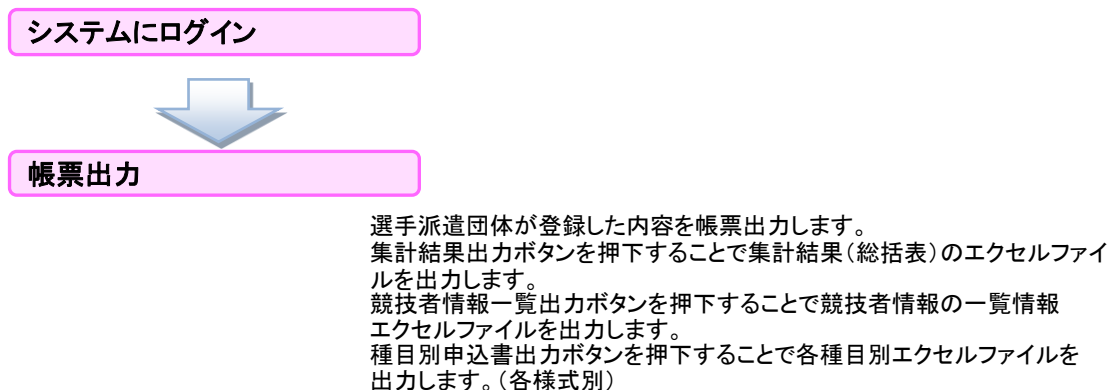 システムにログイン
帳票出力
選手派遣団体が登録した内容を帳票出力します。
集計結果出力ボタンを押下することで集計結果（総括表）のエクセルファイ
ルを出力します。
競技者情報一覧出力ボタンを押下することで競技者情報の一覧情報
エクセルファイルを出力します。
種目別申込書出力ボタンを押下することで各種目別エクセルファイルを
出力します。（各様式別）